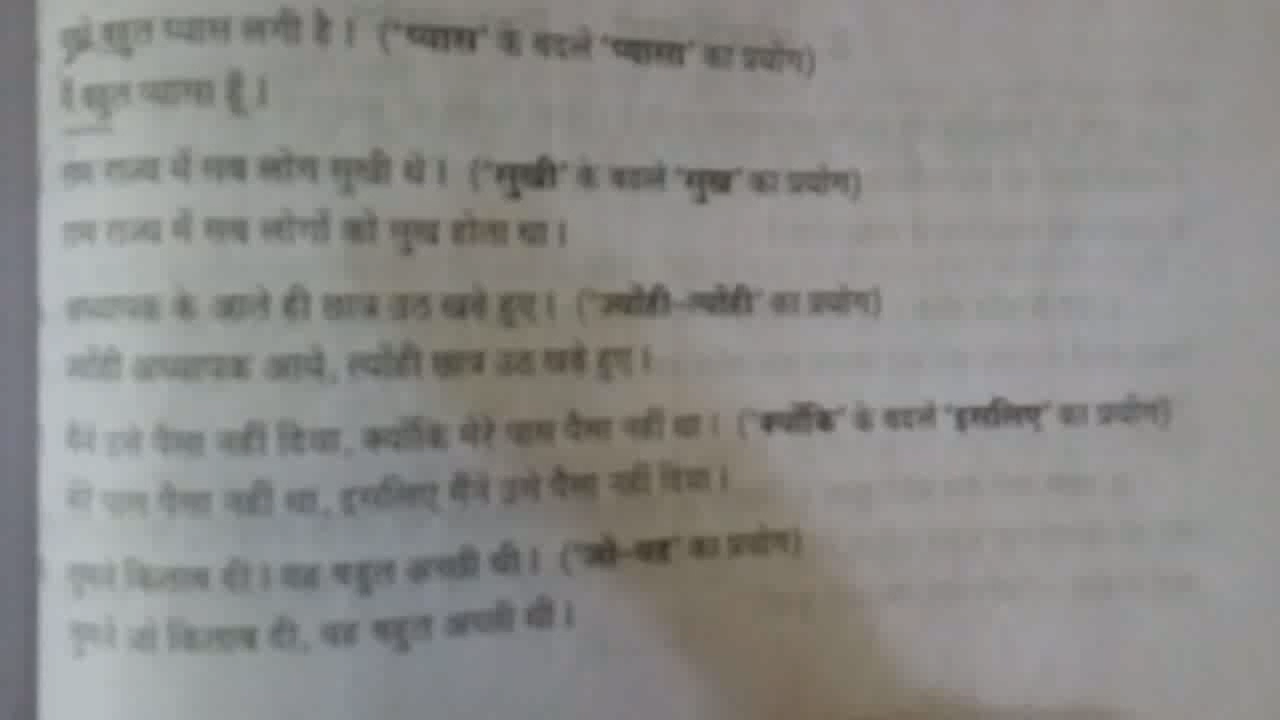 मुझे बहुत प्यास लगी है । ('प्यास' के बदले 'प्यासा' का प्रयोग)
बहुत प्यासा हूँ ।
राज्य में सब लोग सुखी थे । ('सुखी' के बदले 'सुख' का प्रयोग)
राज्य में सब लोगों को सुख होता था ।
अध्यापक के आते ही छात्र उठ खड़े हुए । ('ज्योंही-त्योंही' का प्रयोग)
अध्यापक आये, त्योंही छात्र उठ खड़े हुए ।
मैंने उसे पैसा नहीं दिया, क्योंकि मेरे पास पैसा नहीं था । ('क्योंकि' के बदले 'इसलिए' का प्रयोग)
मेरे पास पैसा नहीं था, इसलिए मैंने उसे पैसा नहीं दिया ।
तुमने किताब दी । वह बहुत अच्छी थी । ('जो-वह' का प्रयोग)
तुमने जो किताब दी, वह बहुत अच्छी थी ।